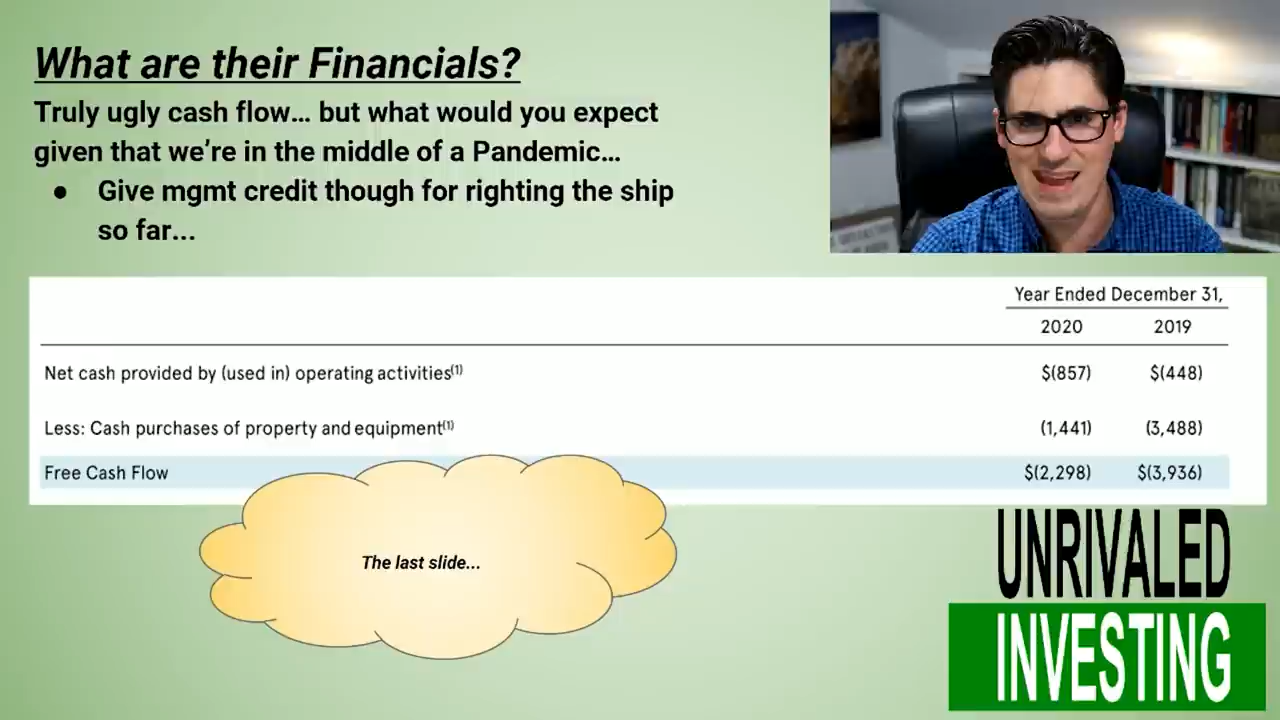 What are their Financials?
Truly ugly cash flow... but what would you expect
given that we're in the middle of a Pandemic...
● Give mgmt credit though for righting the ship
so far...
Year Ended December 31,
2020 2019
Net cash provided by (used in) operating activities(1) $(857) $(448)
Less: Cash purchases of property and equipment(1) (1,441) (3,488)
Free Cash Flow $(2,298) $(3,936)
The last slide...
UNRIVALED
INVESTING